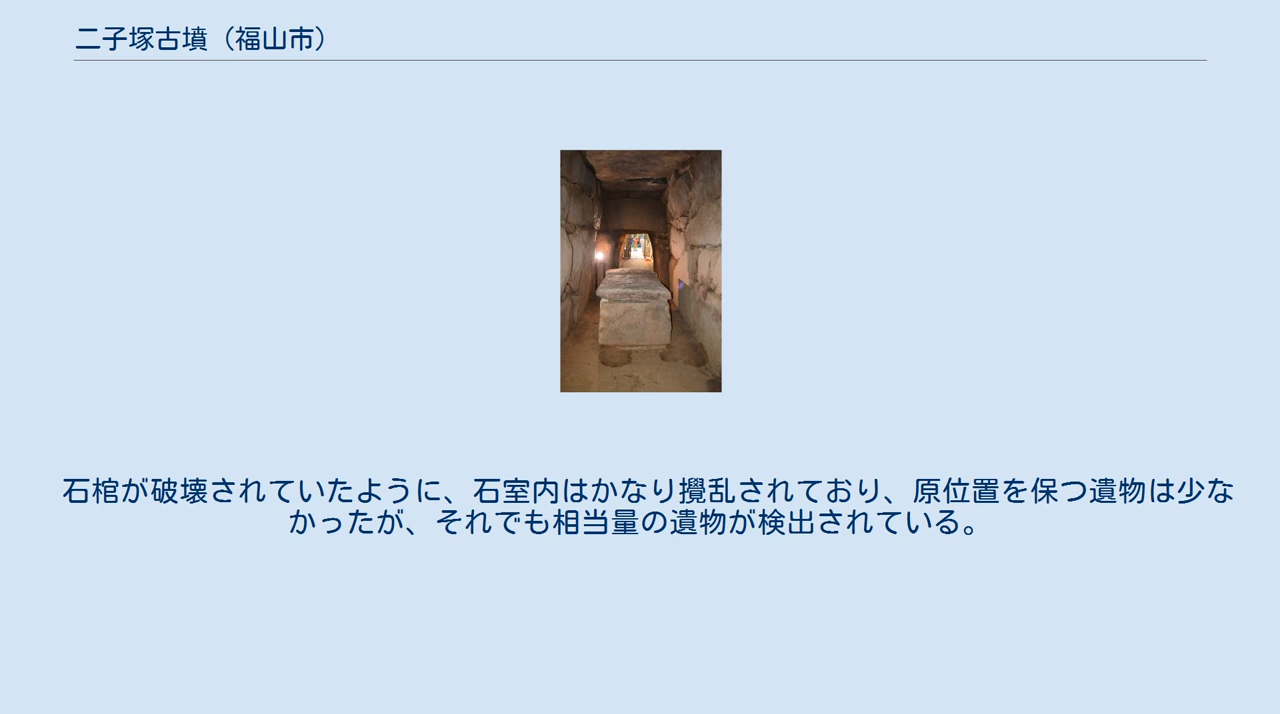 二子塚古墳（福山市）
石棺が破壊されていたように、石室内はかなり攪乱されており、原位置を保つ遺物は少な
かったが、それでも相当量の遺物が検出されている。